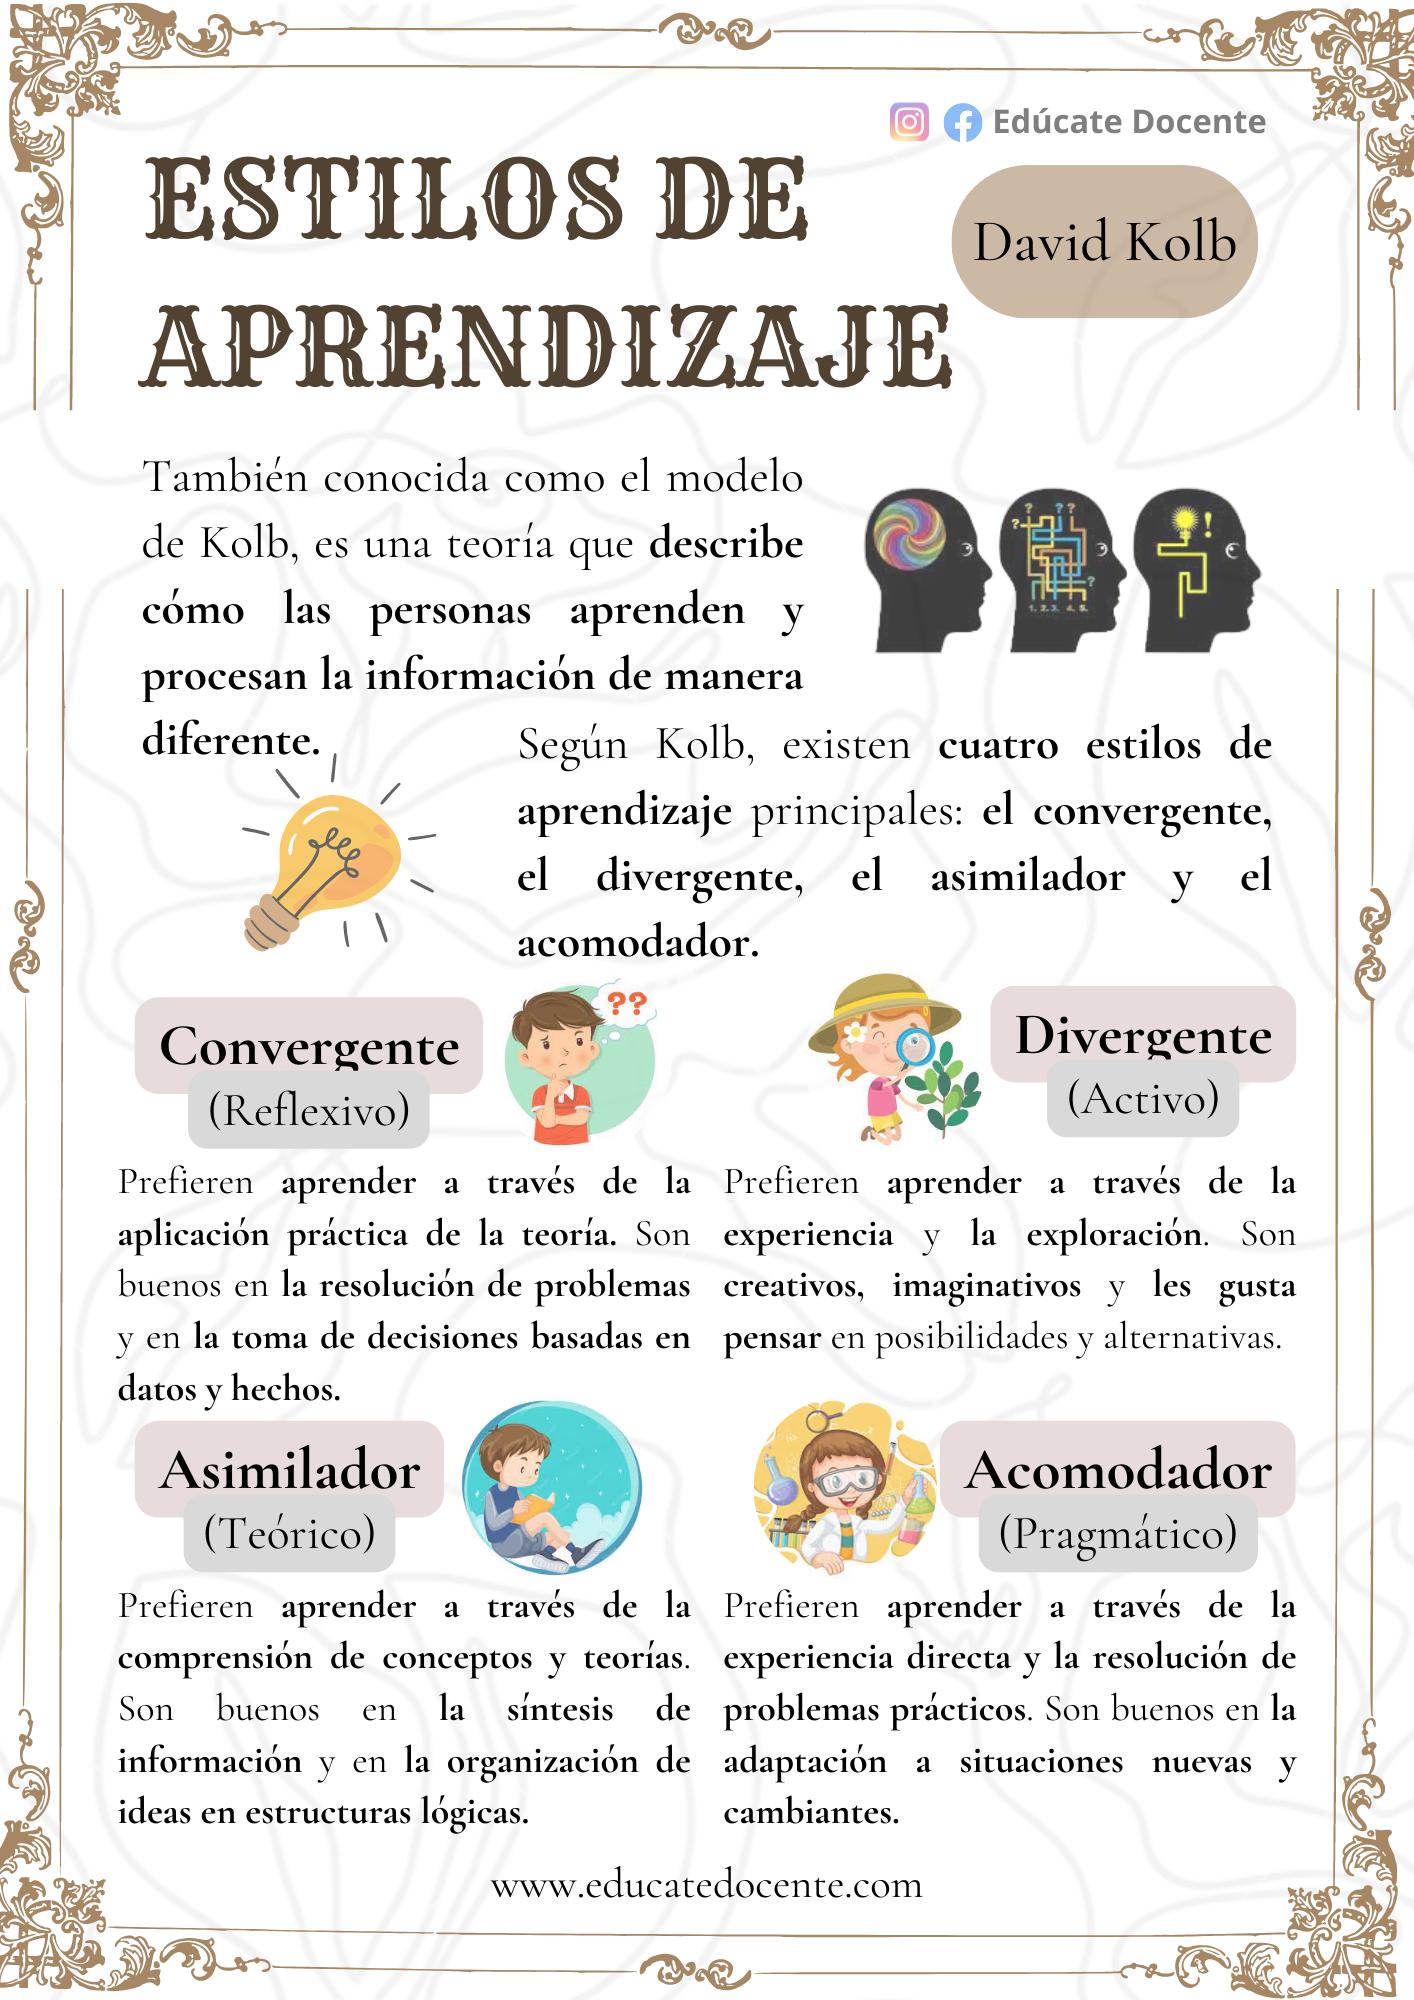 Edúcate Docente
ESTILOS DE
APRENDIZAJE
David Kolb
También conocida como el modelo
de Kolb, es una teoría que describe
cómo las personas aprenden y
procesan la información de manera
diferente.
? ? ?
?
?
1. 2. 3. 4. 5.
!
Según Kolb, existen cuatro estilos de
aprendizaje principales: el convergente,
el divergente, el asimilador y el
acomodador.
Convergente
(Reflexivo)
??
Prefieren aprender a través de la
aplicación práctica de la teoría. Son
buenos en la resolución de problemas
y en la toma de decisiones basadas en
datos y hechos.
Divergente
(Activo)
Prefieren aprender a través de la
experiencia y la exploración. Son
creativos, imaginativos y les gusta
pensar en posibilidades y alternativas.
Asimilador
(Teórico)
Prefieren aprender a través de la
comprensión de conceptos y teorías.
Son buenos en la síntesis de
información y en la organización de
ideas en estructuras lógicas.
Acomodador
(Pragmático)
Prefieren aprender a través de la
experiencia directa y la resolución de
problemas prácticos. Son buenos en la
adaptación a situaciones nuevas y
cambiantes.
www.educatedocente.com